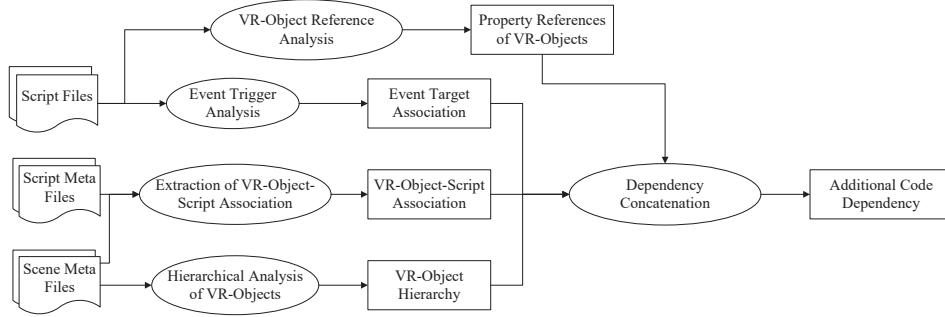 VR-Object Reference
Analysis
Property References
of VR-Objects
Script Files
Event Trigger
Analysis
Event Target
Association
Script Meta
Files
Extraction of VR-Object-
Script Association
VR-Object-Script
Association
Dependency
Concatenation
Additional Code
Dependency
Scene Meta
Files
Hierarchical Analysis
of VR-Objects
VR-Object
Hierarchy